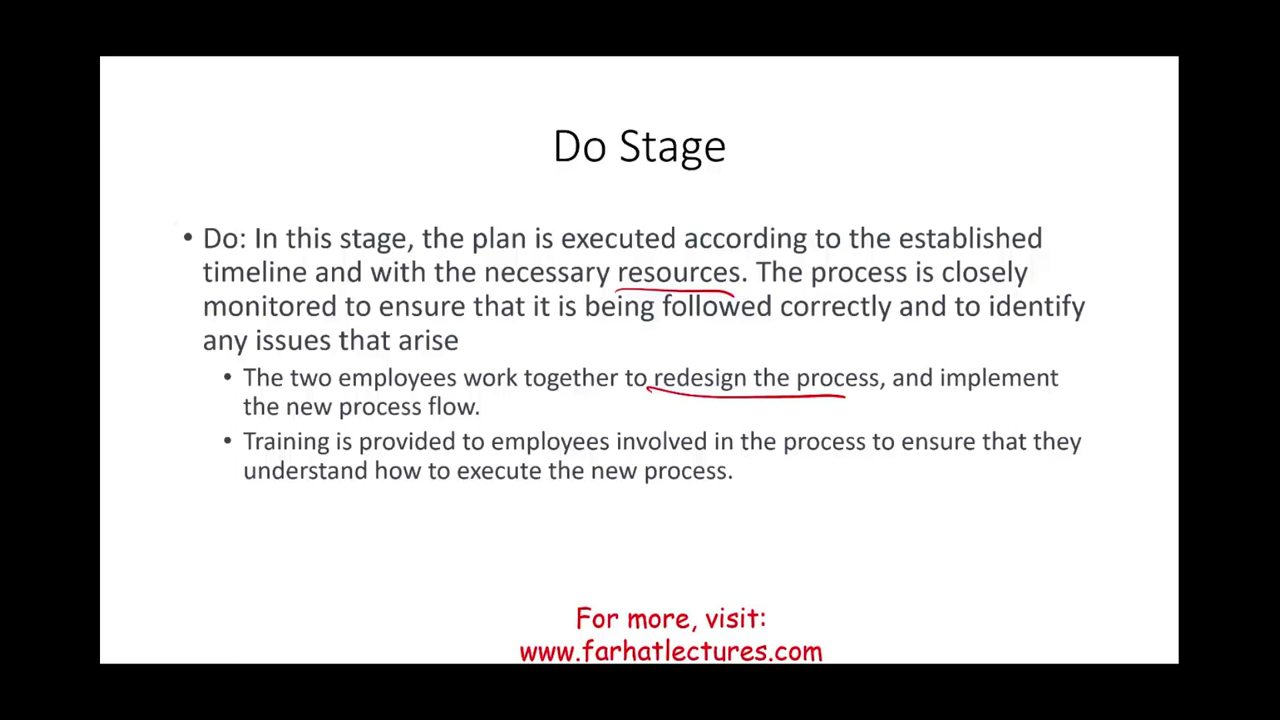 Do Stage
• Do: In this stage, the plan is executed according to the established
timeline and with the necessary resources. The process is closely
monitored to ensure that it is being followed correctly and to identify
any issues that arise
• The two employees work together to redesign the process, and implement
the new process flow.
• Training is provided to employees involved in the process to ensure that they
understand how to execute the new process.
For more, visit:
www.farhatlectures.com